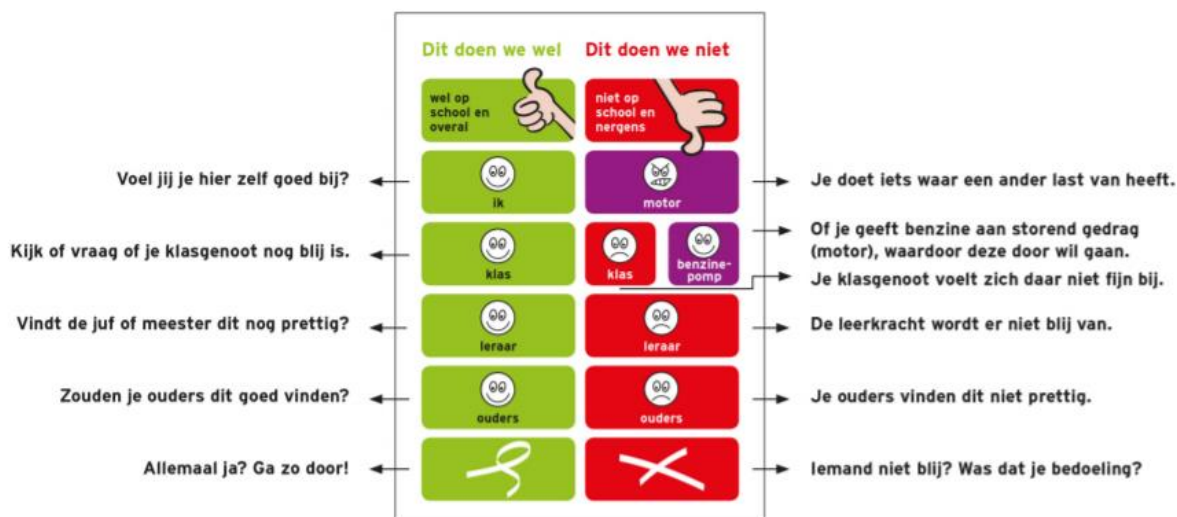 Dit doen we wel
Dit doen we niet
wel op
school en
overal
niet op
school en
nergens
Voel jij je hier zelf goed bij?
ik
motor
Je doet iets waar een ander last van heeft.
Kijk of vraag of je klasgenoot nog blij is.
klas
klas
benzine-
pomp
Of je geeft benzine aan storend gedrag
(motor), waardoor deze door wil gaan.
Je klasgenoot voelt zich daar niet fijn bij.
Vindt de juf of meester dit nog prettig?
leraar
leraar
De leerkracht wordt er niet blij van.
Zouden je ouders dit goed vinden?
ouders
ouders
Je ouders vinden dit niet prettig.
Allemaal ja? Ga zo door!
Iemand niet blij? Was dat je bedoeling?